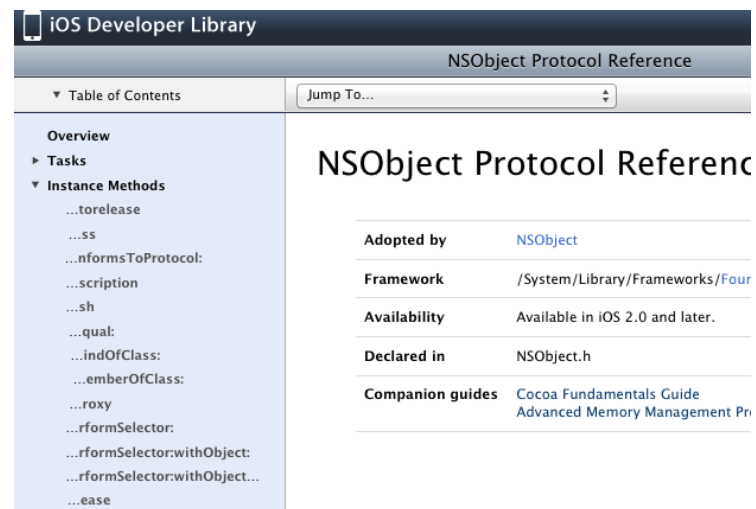 iOS Developer Library
NSObject Protocol Reference
Table of Contents
Jump To...
Overview
Tasks
Instance Methods
...torelease
...ss
...nformsToProtocol:
...scription
...sh
...qual:
...indOfClass:
...emberOfClass:
...roxy
...rformSelector:
...rformSelector:withObject:
...rformSelector:withObject...
...ease
NSObject Protocol Referenc
Adopted by NSObject
Framework /System/Library/Frameworks/Four
Availability Available in iOS 2.0 and later.
Declared in NSObject.h
Companion guides Cocoa Fundamentals Guide
Advanced Memory Management Pr